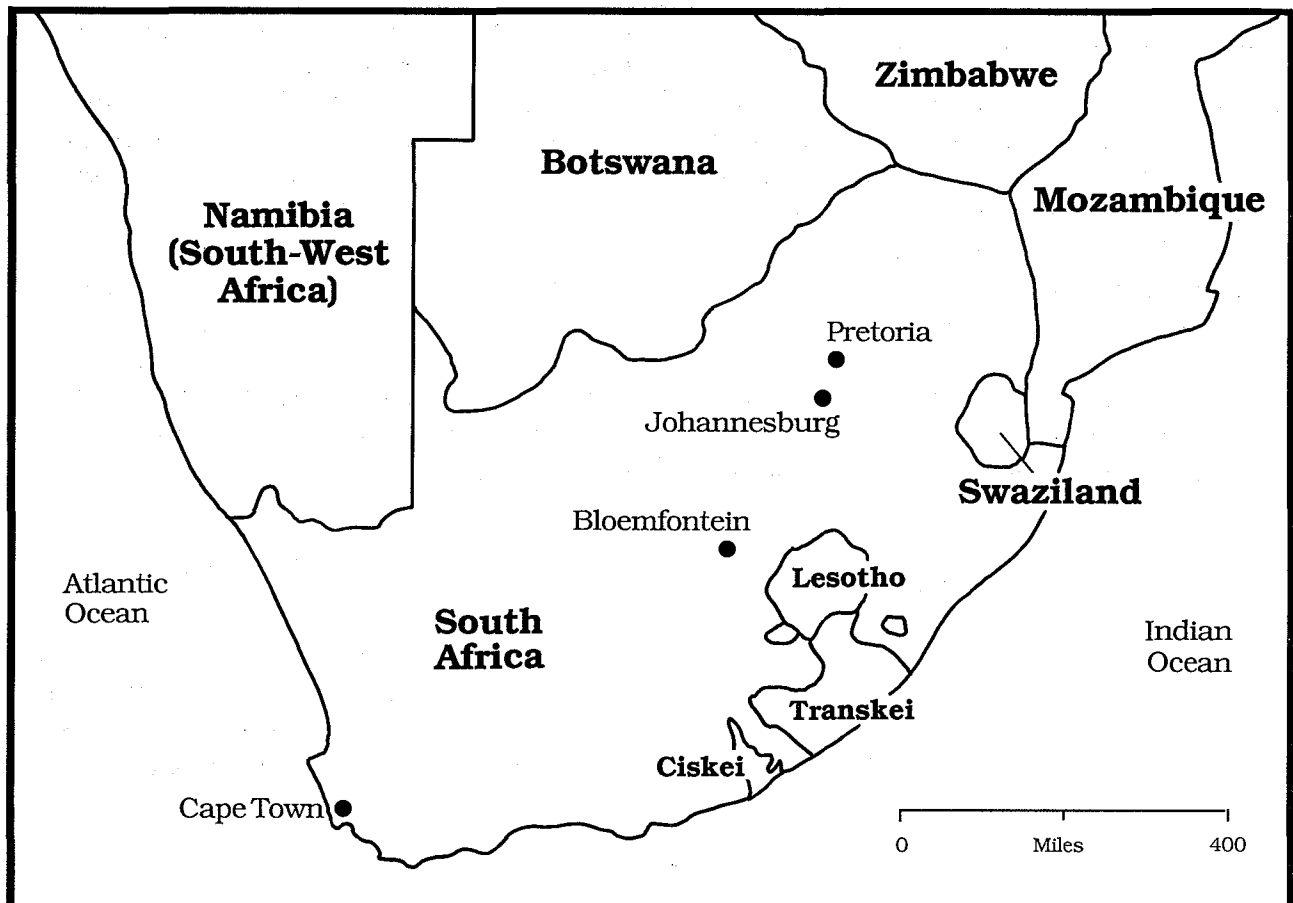 Zimbabwe
Botswana
Mozambique
Namibia
(South-West
Africa)
Pretoria
Johannesburg
Swaziland
Bloemfontein
Atlantic
Ocean
Lesotho
South
Africa
Indian
Ocean
Transkei
Ciskei
Cape Town
0 Miles 400